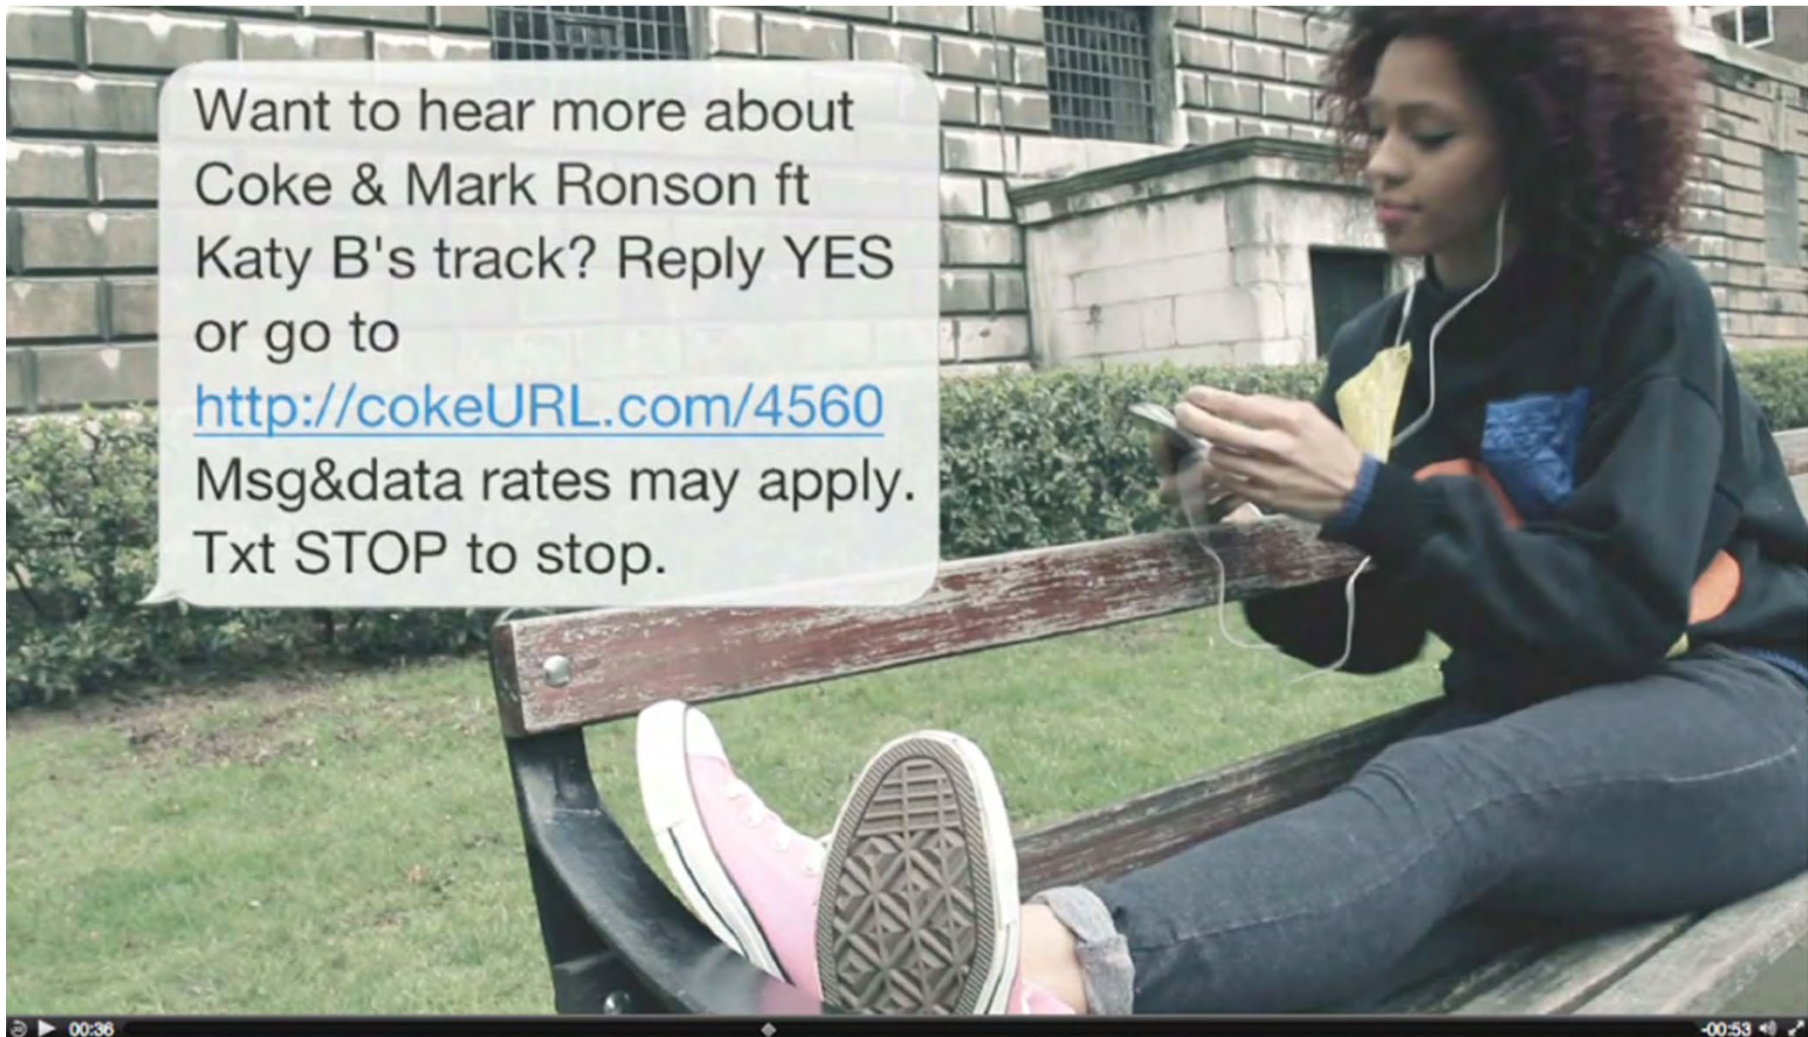 Want to hear more about
Coke & Mark Ronson ft
Katy B's track? Reply YES
or go to
http://cokeURL.com/4560
Msg&data rates may apply.
Txt STOP to stop.
00:36
-00:53